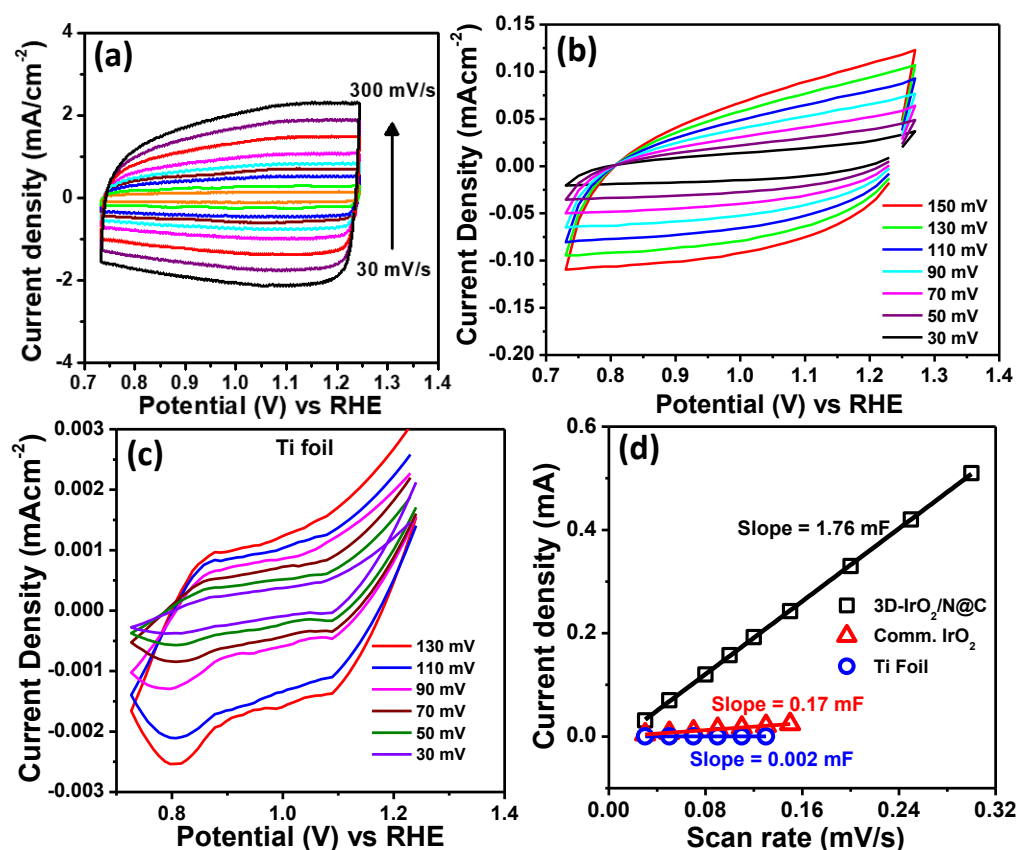 (a)
Current density (mA/cm⁻²)
4
2
0
-2
-4
300 mV/s
30 mV/s
0.7 0.8 0.9 1.0 1.1 1.2 1.3 1.4
Potential (V) vs RHE
(b)
Current Density (mAcm⁻²)
0.15
0.10
0.05
0.00
-0.05
-0.10
-0.15
-0.20
150 mV
130 mV
110 mV
90 mV
70 mV
50 mV
30 mV
0.7 0.8 0.9 1.0 1.1 1.2 1.3 1.4
Potential (V) vs RHE
(c)
Ti foil
Current Density (mAcm⁻²)
0.003
0.002
0.001
0.000
-0.001
-0.002
-0.003
130 mV
110 mV
90 mV
70 mV
50 mV
30 mV
0.8 1.0 1.2 1.4
Potential (V) vs RHE
(d)
Current density (mA)
0.6
0.4
0.2
0.0
Slope = 1.76 mF
3D-IrO₂/N@C
Comm. IrO₂
Ti Foil
Slope = 0.17 mF
Slope = 0.002 mF
0.00 0.08 0.16 0.24 0.32
Scan rate (mV/s)